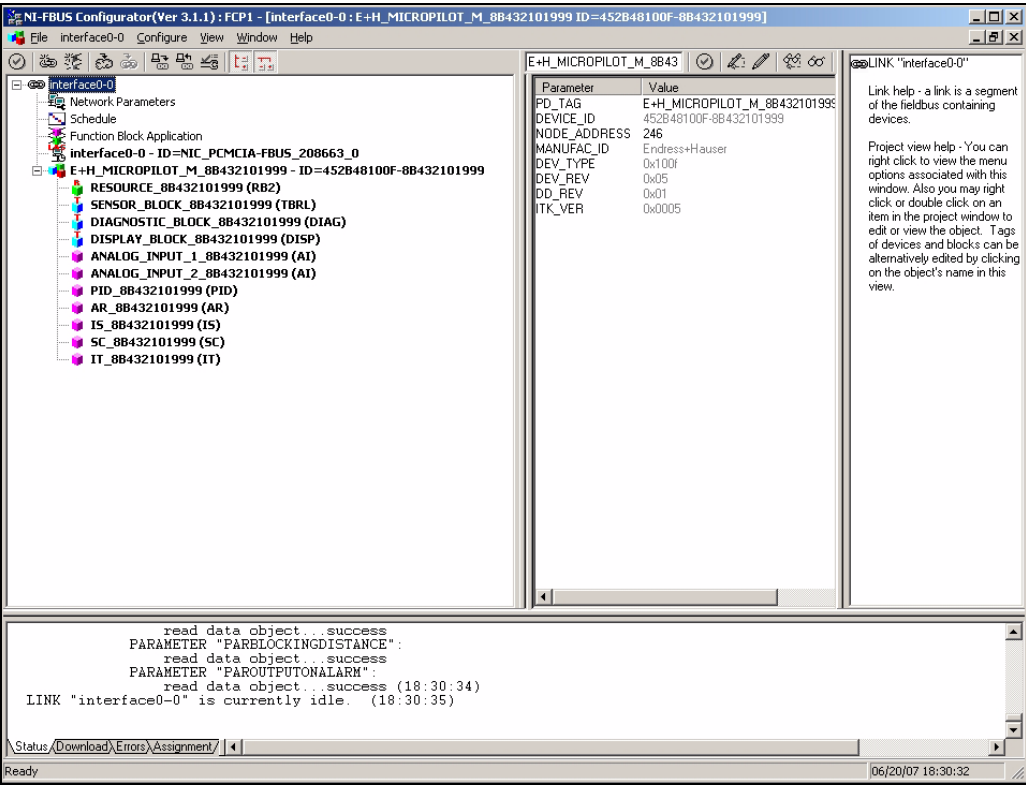 NI-FBUS Configurator(Ver 3.1.1) : FCP1 - [interface0-0 : E+H_MICROPILOT_M_8B432101999 ID=452B48100F-8B432101999]
File interface0-0 Configure View Window Help
interface0-0
Network Parameters
Schedule
Function Block Application
interface0-0 - ID=NIC_PCMCIA-FBUS_208663_0
E+H_MICROPILOT_M_8B432101999 - ID=452B48100F-8B432101999
RESOURCE_8B432101999 (RB2)
SENSOR_BLOCK_8B432101999 (TBRL)
DIAGNOSTIC_BLOCK_8B432101999 (DIAG)
DISPLAY_BLOCK_8B432101999 (DISP)
ANALOG_INPUT_1_8B432101999 (AI)
ANALOG_INPUT_2_8B432101999 (AI)
PID_8B432101999 (PID)
AR_8B432101999 (AR)
IS_8B432101999 (IS)
SC_8B432101999 (SC)
IT_8B432101999 (IT)
E+H_MICROPILOT_M_8B43
Parameter Value
PD_TAG E+H_MICROPILOT_M_8B432101999
DEVICE_ID 452B48100F-8B432101999
NODE_ADDRESS 246
MANUFAC_ID Endress+Hauser
DEV_TYPE 0x100f
DEV_REV 0x05
DD_REV 0x01
ITK_VER 0x0005
LINK "interface0-0"
Link help - a link is a segment
of the fieldbus containing
devices.
Project view help - You can
right click to view the menu
options associated with this
window. Also you may right
click or double click on an
item in the project window to
edit or view the object. Tags
of devices and blocks can be
alternatively edited by clicking
on the object's name in this
view.
read data object...success
PARAMETER "PARBLOCKINGDISTANCE":
read data object...success
PARAMETER "PAROUTPUTONALARM":
read data object...success (18:30:34)
LINK "interface0-0" is currently idle. (18:30:35)
Status Download Errors Assignment
Ready 06/20/07 18:30:32